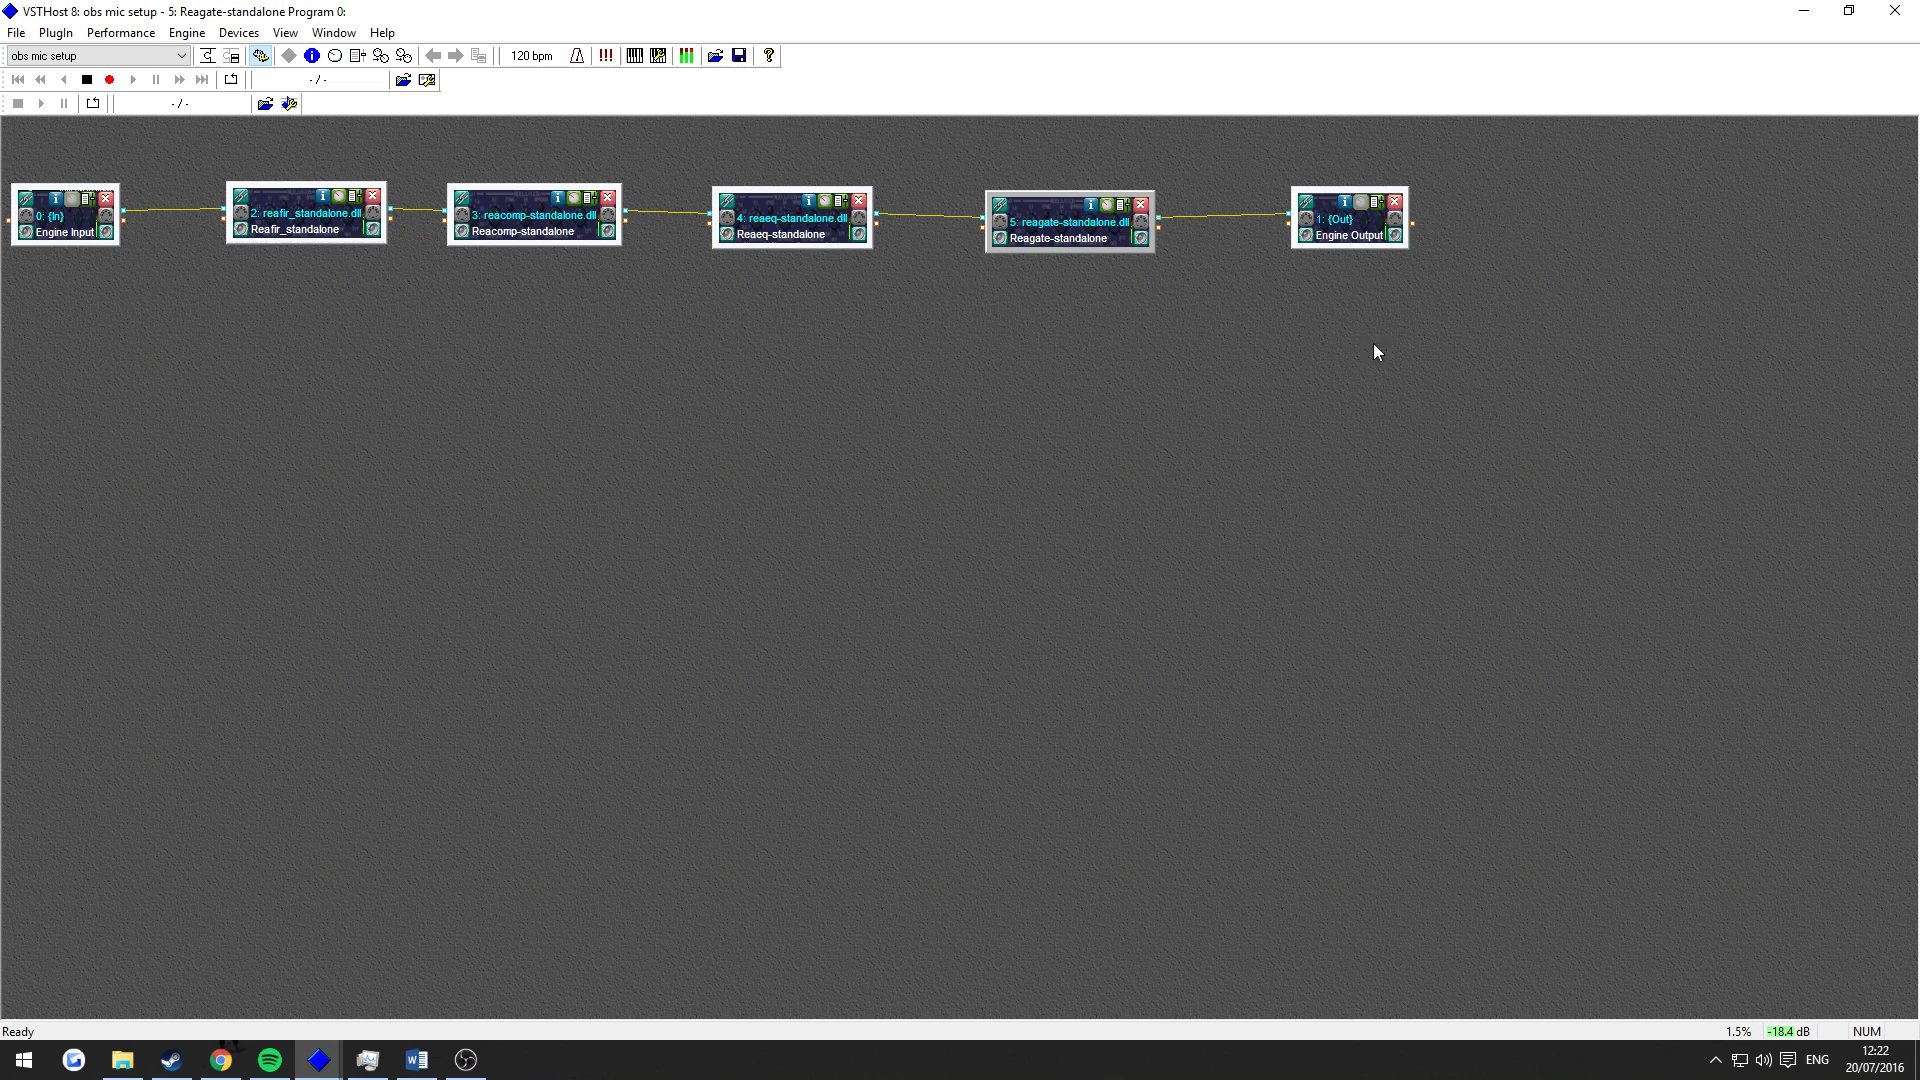 VSTHost 8: obs mic setup - 5: Reagate-standalone Program 0:
File PlugIn Performance Engine Devices View Window Help
obs mic setup
120 bpm
- / -
- / -
0: {In}
Engine Input
2: reafir_standalone.dll
Reafir_standalone
3: reacomp-standalone.dll
Reacomp-standalone
4: reaeq-standalone.dll
Reaeq-standalone
5: reagate-standalone.dll
Reagate-standalone
1: {Out}
Engine Output
Ready
1.5% -18.4 dB NUM
ENG
12:22
20/07/2016